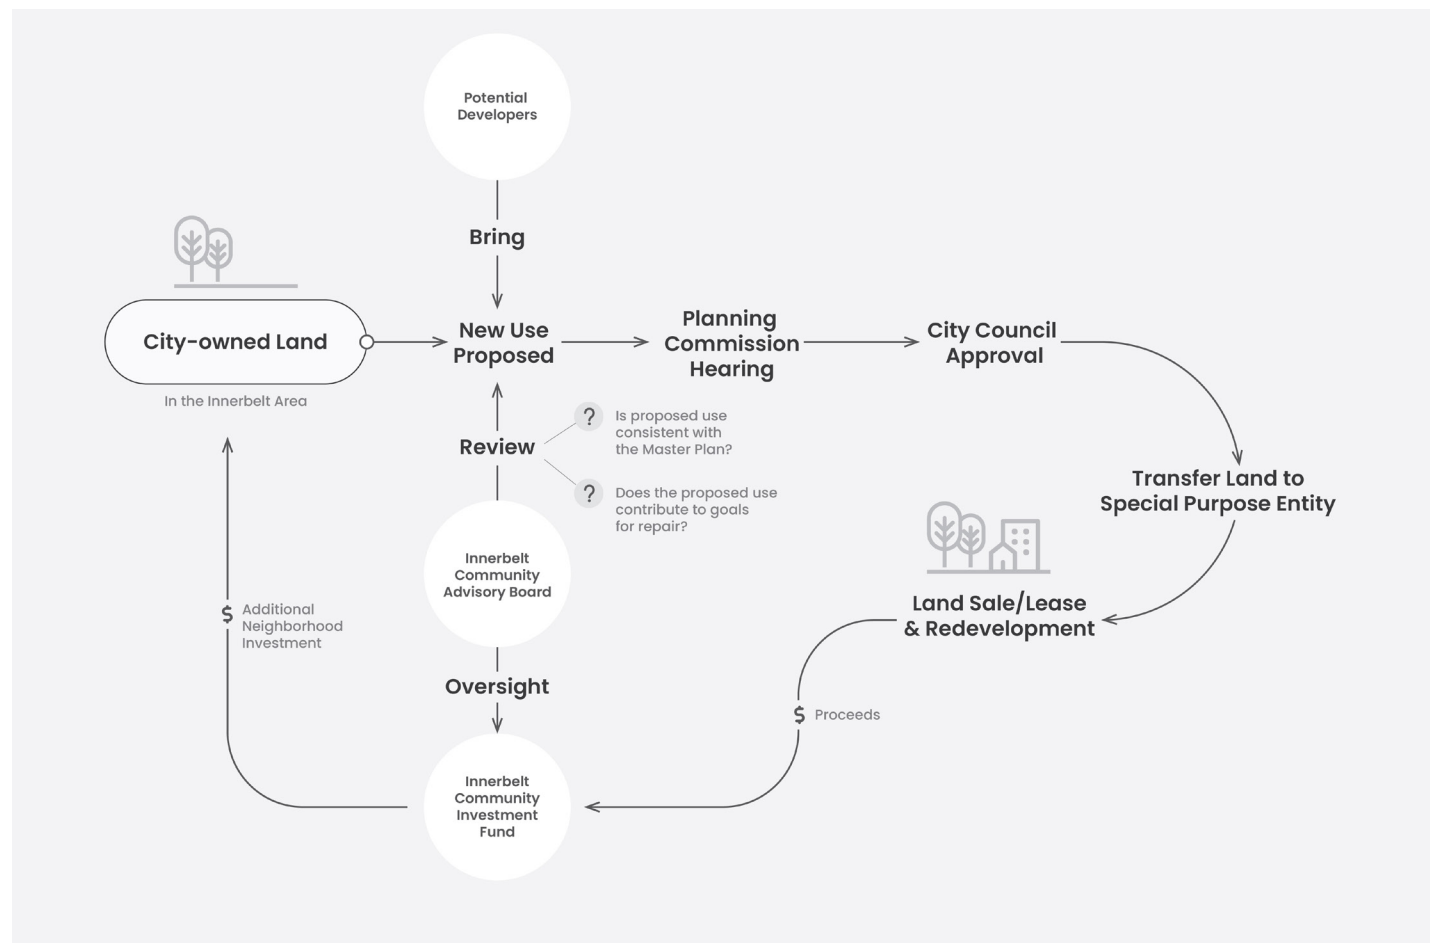 Potential
Developers
Bring
City-owned Land
In the Innerbelt Area
New Use
Proposed
Planning
Commission
Hearing
City Council
Approval
Review
?
Is proposed use
consistent with
the Master Plan?
?
Does the proposed use
contribute to goals
for repair?
Transfer Land to
Special Purpose Entity
Innerbelt
Community
Advisory Board
Land Sale/Lease
& Redevelopment
$
Additional
Neighborhood
Investment
Oversight
$ Proceeds
Innerbelt
Community
Investment
Fund